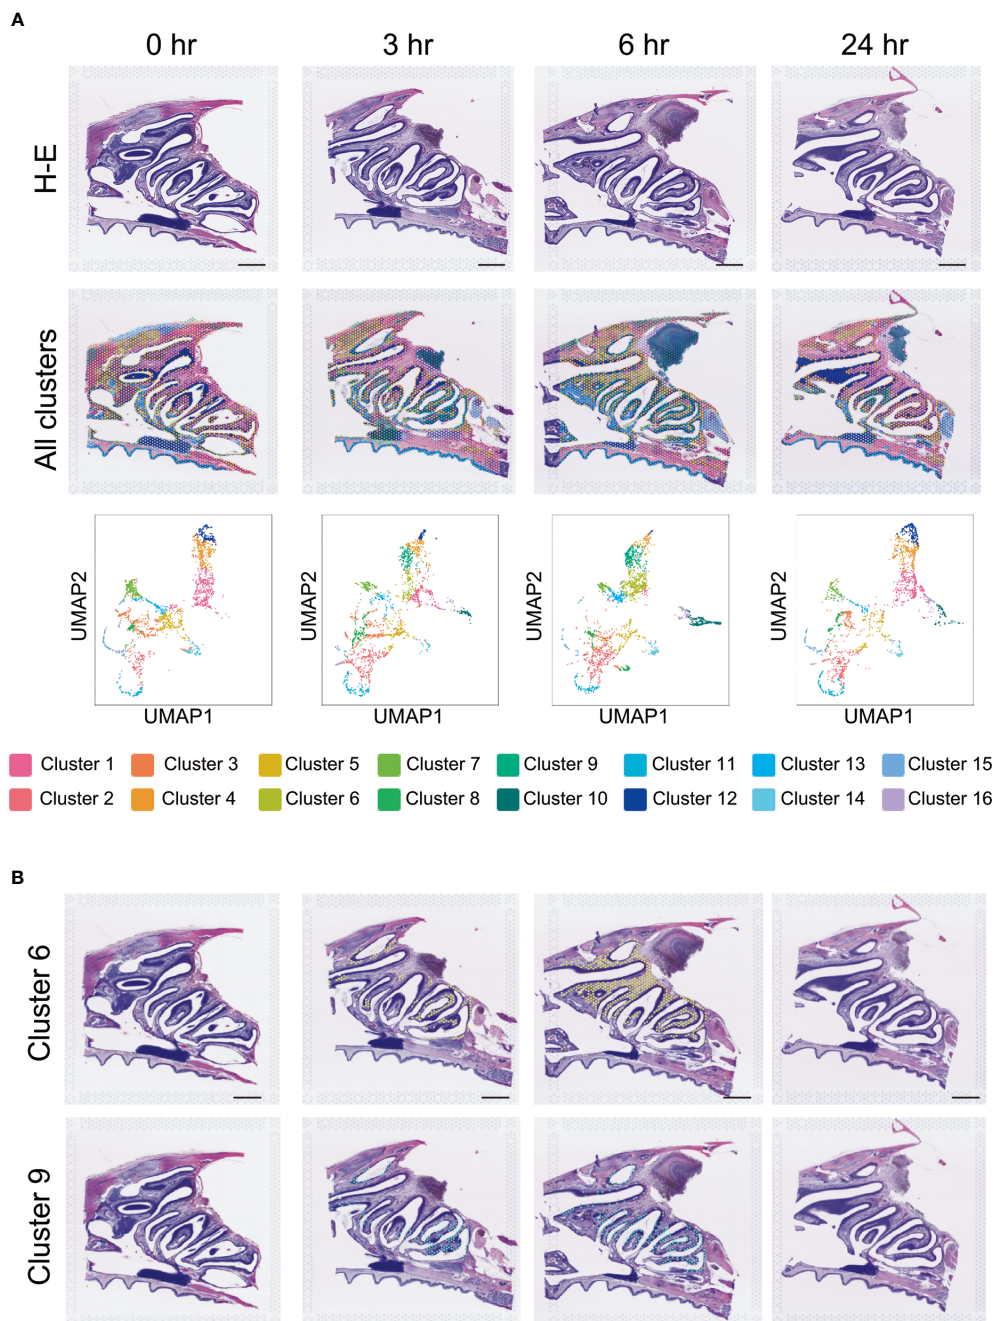 A
0 hr 3 hr 6 hr 24 hr
H-E
All clusters
UMAP2 UMAP2 UMAP2 UMAP2
UMAP1 UMAP1 UMAP1 UMAP1
Cluster 1 Cluster 3 Cluster 5 Cluster 7 Cluster 9 Cluster 11 Cluster 13 Cluster 15
Cluster 2 Cluster 4 Cluster 6 Cluster 8 Cluster 10 Cluster 12 Cluster 14 Cluster 16
B
Cluster 6
Cluster 9